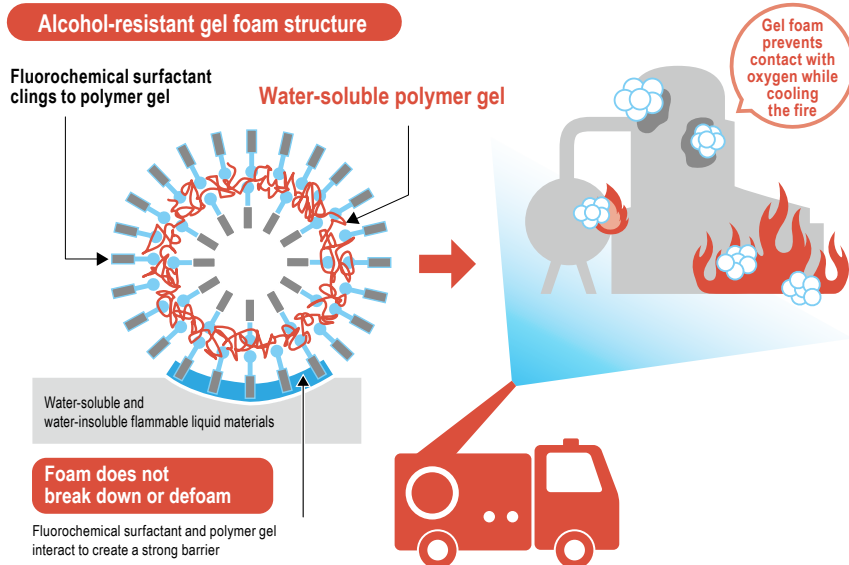 Alcohol-resistant gel foam structure
Fluorochemical surfactant
clings to polymer gel
Water-soluble polymer gel
Gel foam
prevents
contact with
oxygen while
cooling
the fire
Water-soluble and
water-insoluble flammable liquid materials
Foam does not
break down or defoam
Fluorochemical surfactant and polymer gel
interact to create a strong barrier